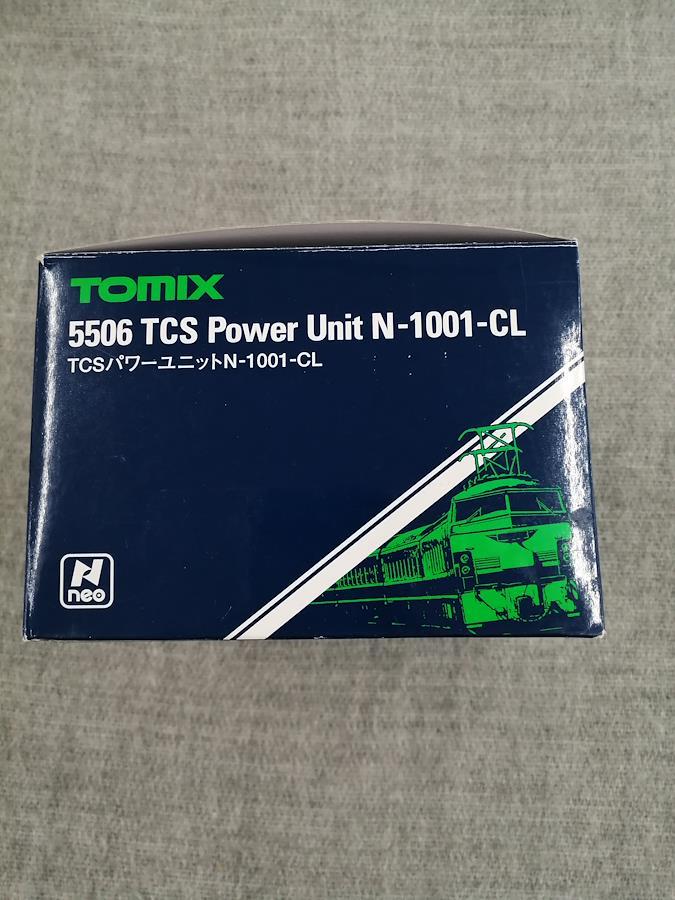 TOMIX
5506 TCS Power Unit N-1001-CL
TCSパワーユニットN-1001-CL
N
neo